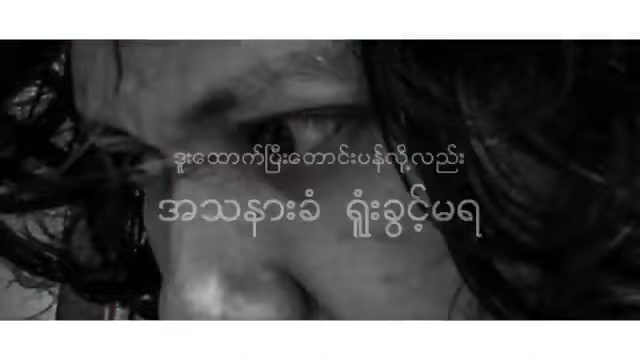 ဒူးထောက်ပြီးတောင်းပန်လို့လည်း
အသနားခံ ရှုံးခွင့်မရ